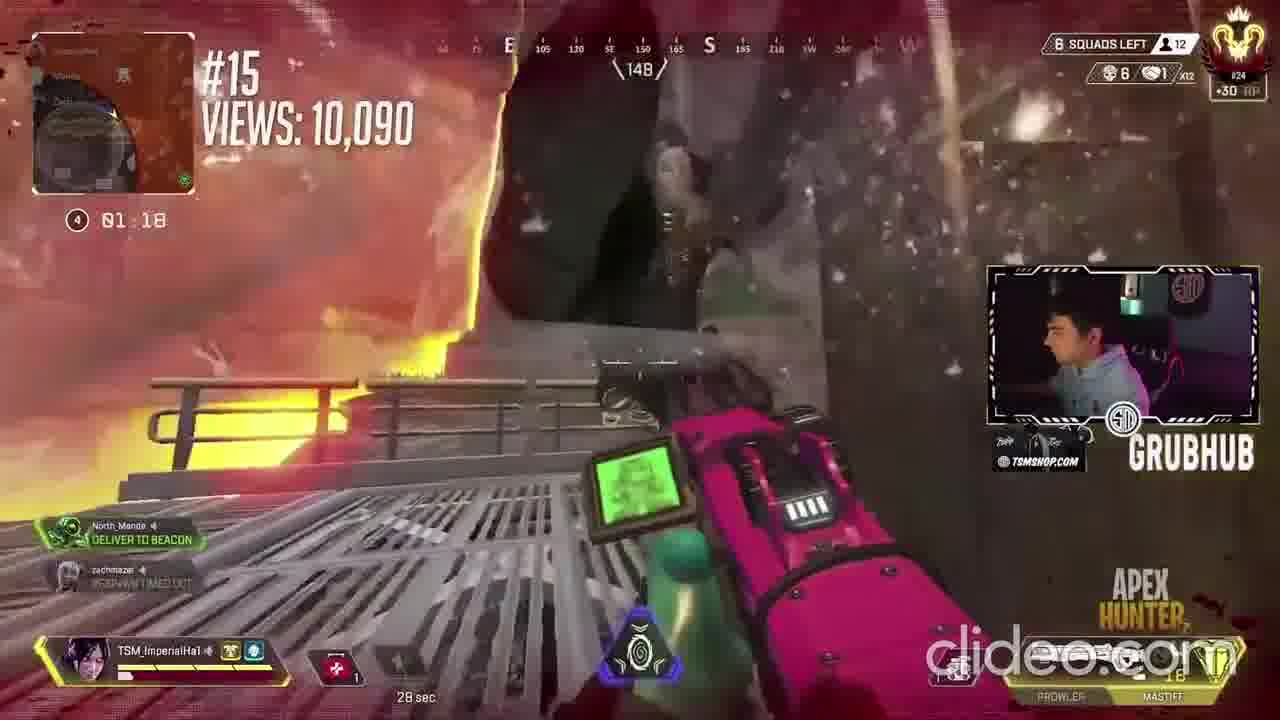 #15
VIEWS: 10,090
E 105 120 SE 150 165 S 195 210 SW
148
6 SQUADS LEFT 12
6 1 X12
#24
+30 RP
4 01:18
TSMSHOP.COM
GRUBHUB
North_Mande
DELIVER TO BEACON
zachmazer
TSM_ImperialHal
1
28 sec
APEX
HUNTER
clideo.com
18
PROWLER MASTIFF